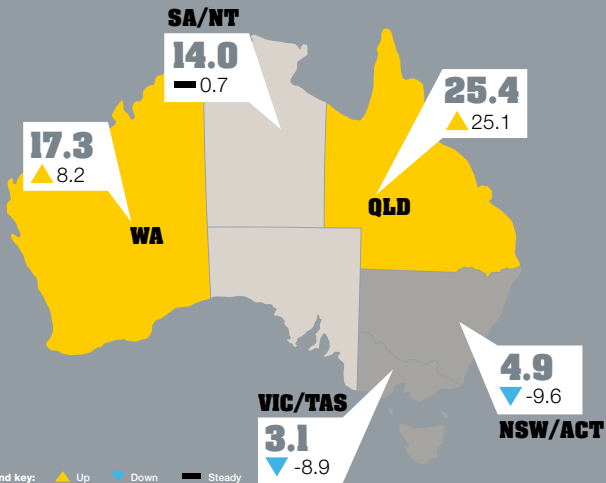 SA/NT
14.0
0.7
25.4
25.1
17.3
8.2
WA
QLD
4.9
-9.6
NSW/ACT
VIC/TAS
3.1
-8.9
key: Up Down Steady